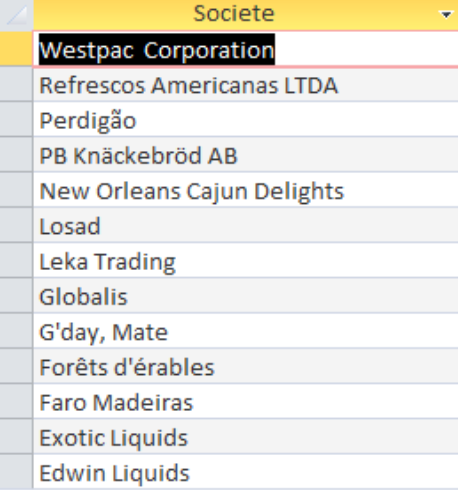 Societe
Westpac Corporation
Refrescos Americanas LTDA
Perdigão
PB Knäckebröd AB
New Orleans Cajun Delights
Losad
Leka Trading
Globalis
G'day, Mate
Forêts d'érables
Faro Madeiras
Exotic Liquids
Edwin Liquids